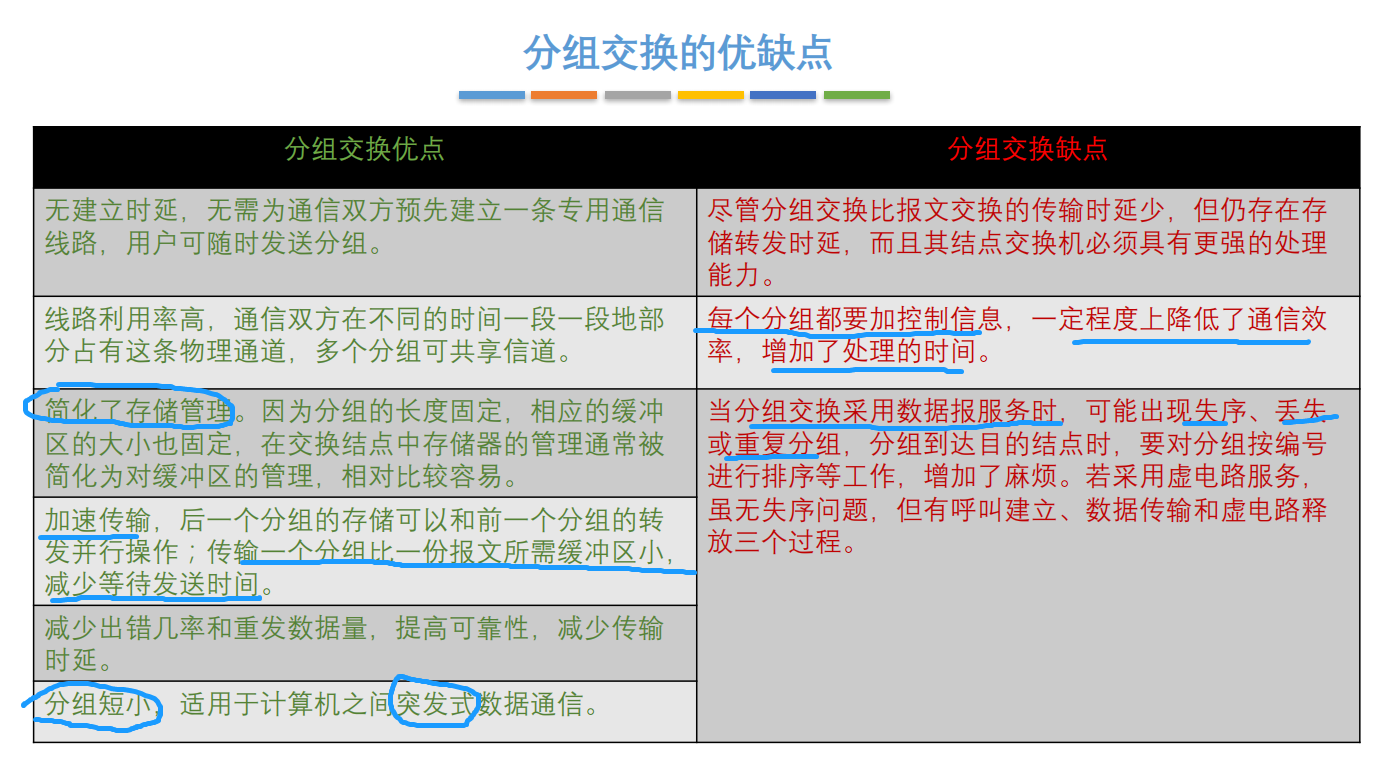 分组交换的优缺点
分组交换优点
分组交换缺点
无建立时延，无需为通信双方预先建立一条专用通信
线路，用户可随时发送分组。
尽管分组交换比报文交换的传输时延少，但仍存在存
储转发时延，而且其结点交换机必须具有更强的处理
能力。
线路利用率高，通信双方在不同的时间一段一段地部
分占有这条物理通道，多个分组可共享信道。
每个分组都要加控制信息，一定程度上降低了通信效
率，增加了处理的时间。
简化了存储管理。因为分组的长度固定，相应的缓冲
区的大小也固定，在交换结点中存储器的管理通常被
简化为对缓冲区的管理，相对比较容易。
加速传输，后一个分组的存储可以和前一个分组的转
发并行操作；传输一个分组比一份报文所需缓冲区小，
减少等待发送时间。
减少出错几率和重发数据量，提高可靠性，减少传输
时延。
分组短小，适用于计算机之间突发式数据通信。
当分组交换采用数据报服务时，可能出现失序、丢失
或重复分组，分组到达目的结点时，要对分组按编号
进行排序等工作，增加了麻烦。若采用虚电路服务，
虽无失序问题，但有呼叫建立、数据传输和虚电路释
放三个过程。